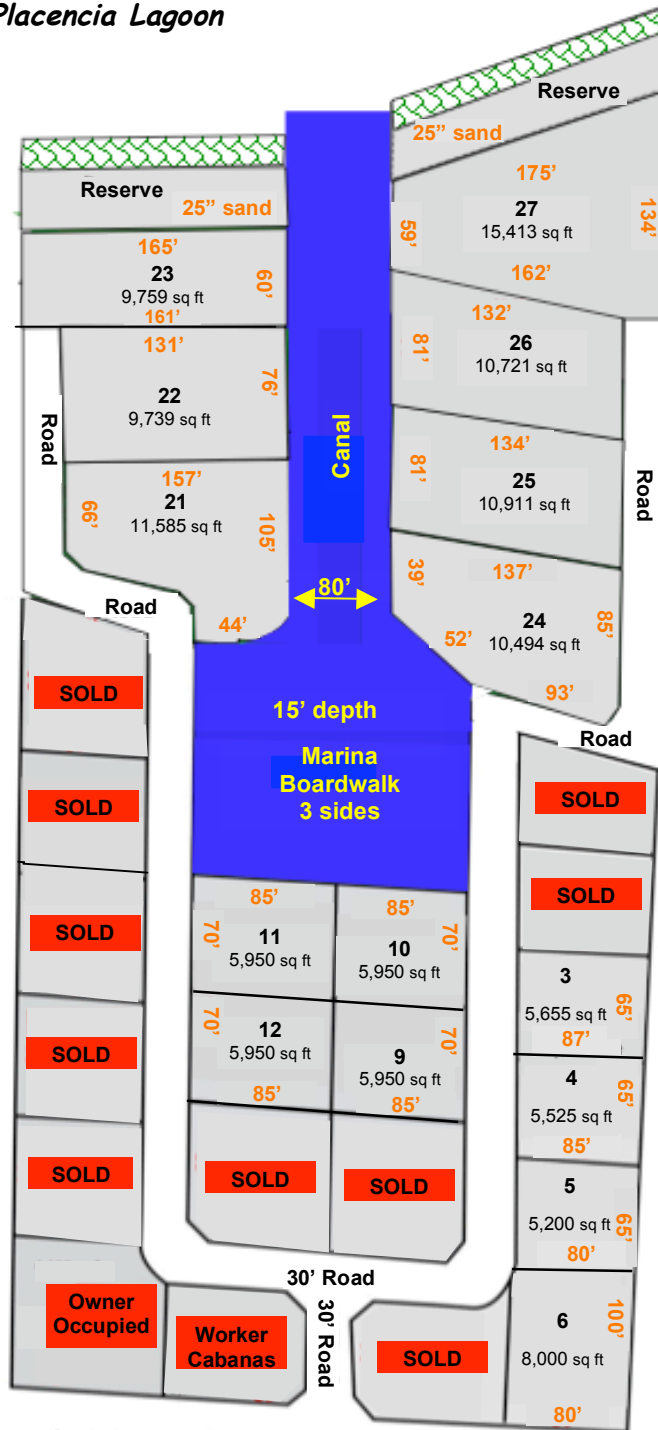 Placencia Lagoon
Reserve
25” sand
175’
27
15,413 sq ft
59’
134’
162’
Reserve
25” sand
165’
23
9,759 sq ft
60’
161’
131’
76’
22
9,739 sq ft
Road
157’
21
11,585 sq ft
66’
105’
44’
Road
Canal
80’
132’
26
10,721 sq ft
81’
134’
25
10,911 sq ft
81’
Road
137’
39’
24
10,494 sq ft
85’
52’
93’
Road
15’ depth
Marina
Boardwalk
3 sides
SOLD
SOLD
SOLD
SOLD
SOLD
Owner
Occupied
Worker
Cabanas
85’
70’
11
5,950 sq ft
85’
70’
10
5,950 sq ft
70’
12
5,950 sq ft
85’
70’
9
5,950 sq ft
85’
SOLD
SOLD
30’ Road
30’ Road
SOLD
SOLD
SOLD
3
5,655 sq ft
65’
87’
4
5,525 sq ft
65’
85’
5
5,200 sq ft
65’
80’
6
8,000 sq ft
100’
80’